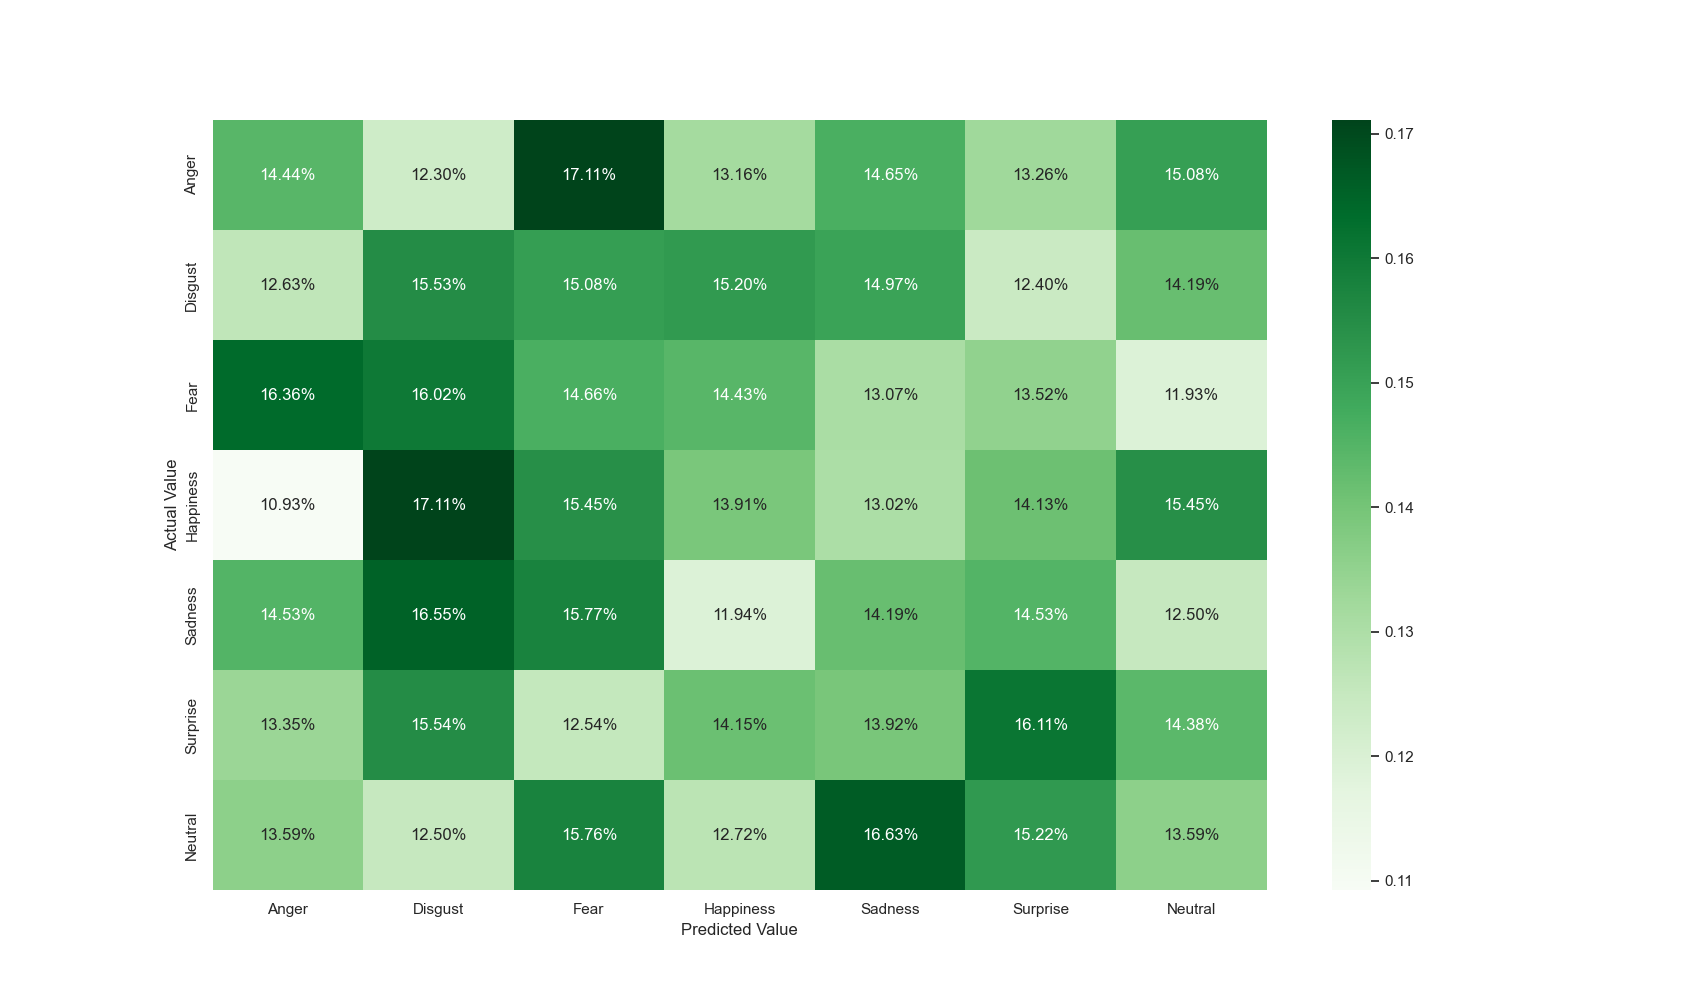 Anger 14.44% 12.30% 17.11% 13.16% 14.65% 13.26% 15.08%
Disgust 12.63% 15.53% 15.08% 15.20% 14.97% 12.40% 14.19%
Fear 16.36% 16.02% 14.66% 14.43% 13.07% 13.52% 11.93%
Actual Value
Happiness 10.93% 17.11% 15.45% 13.91% 13.02% 14.13% 15.45%
Sadness 14.53% 16.55% 15.77% 11.94% 14.19% 14.53% 12.50%
Surprise 13.35% 15.54% 12.54% 14.15% 13.92% 16.11% 14.38%
Neutral 13.59% 12.50% 15.76% 12.72% 16.63% 15.22% 13.59%
Anger Disgust Fear Happiness Sadness Surprise Neutral
Predicted Value
0.17
0.16
0.15
0.14
0.13
0.12
0.11